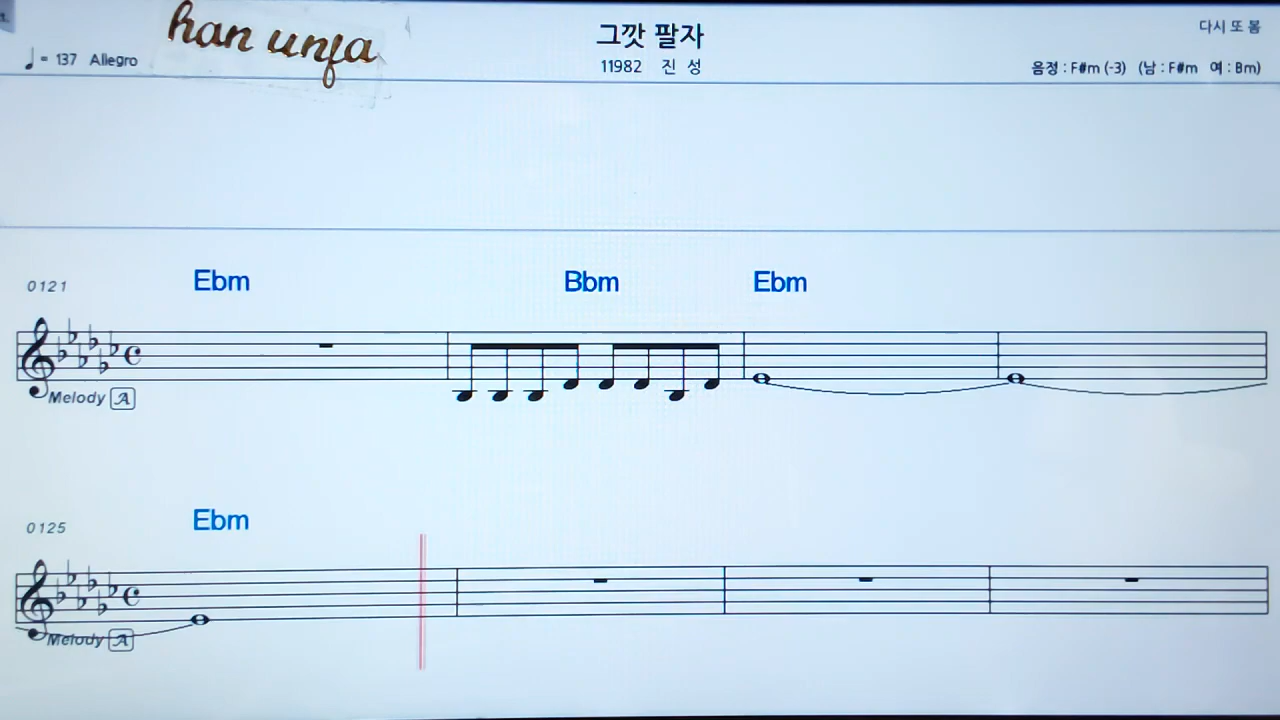 han unja
♩= 137 Allegro
그깟 팔자
11982 진 성
다시 또 봄
음정 : F#m (-3) (남 : F#m 여 : Bm)
0121 Ebm Bbm Ebm
Melody A
0125 Ebm
Melody A